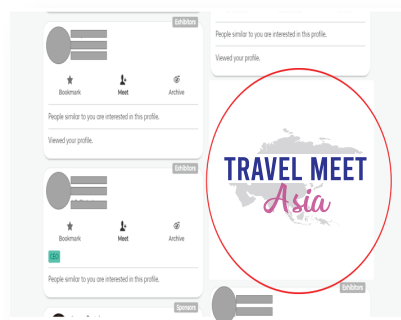 Exhibitors
Bookmark
Meet
Archive
People similar to you are interested in this profile.
Viewed your profile.
Exhibitors
Bookmark
Meet
Archive
CEO
People similar to you are interested in this profile.
Sponsors
People similar to you are interested in this profile.
Viewed your profile.
TRAVEL MEET
Asia
Exhibitors